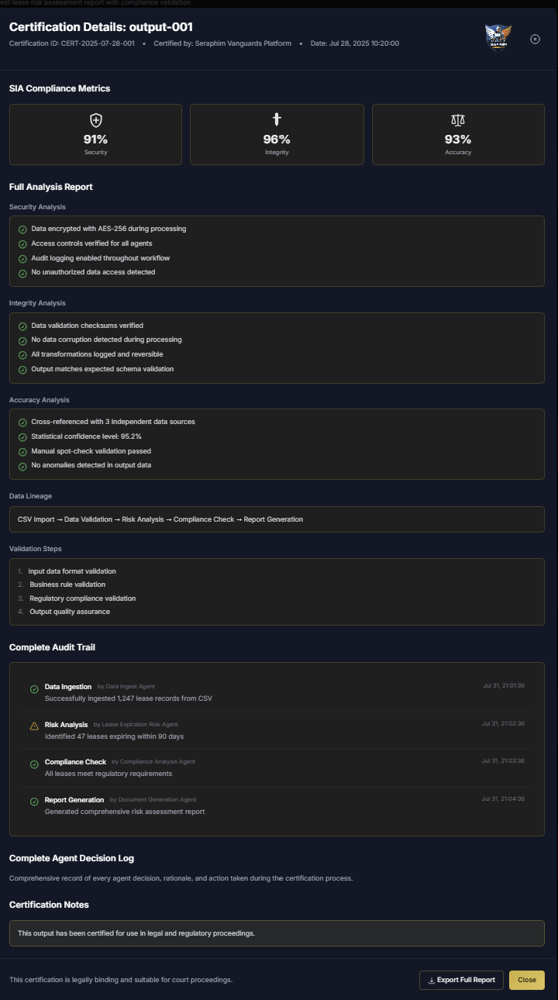 eld lease risk assessment report with compliance validation
Certification Details: output-001
Certification ID: CERT-2025-07-28-001 • Certified by: Seraphim Vanguards Platform • Date: Jul 28, 2025 10:20:00
SIA Compliance Metrics
91% 96% 93%
Security Integrity Accuracy
Full Analysis Report
Security Analysis
Data encrypted with AES-256 during processing
Access controls verified for all agents
Audit logging enabled throughout workflow
No unauthorized data access detected
Integrity Analysis
Data validation checksums verified
No data corruption detected during processing
All transformations logged and reversible
Output matches expected schema validation
Accuracy Analysis
Cross-referenced with 3 independent data sources
Statistical confidence level: 95.2%
Manual spot-check validation passed
No anomalies detected in output data
Data Lineage
CSV Import → Data Validation → Risk Analysis → Compliance Check → Report Generation
Validation Steps
1. Input data format validation
2. Business rule validation
3. Regulatory compliance validation
4. Output quality assurance
Complete Audit Trail
Data Ingestion by Data Ingest Agent Jul 31, 21:01:36
Successfully ingested 1,247 lease records from CSV
Risk Analysis by Lease Expiration Risk Agent Jul 31, 21:02:36
Identified 47 leases expiring within 90 days
Compliance Check by Compliance Analysis Agent Jul 31, 21:03:36
All leases meet regulatory requirements
Report Generation by Document Generation Agent Jul 31, 21:04:36
Generated comprehensive risk assessment report
Complete Agent Decision Log
Comprehensive record of every agent decision, rationale, and action taken during the certification process.
Certification Notes
This output has been certified for use in legal and regulatory proceedings.
This certification is legally binding and suitable for court proceedings. Export Full Report Close